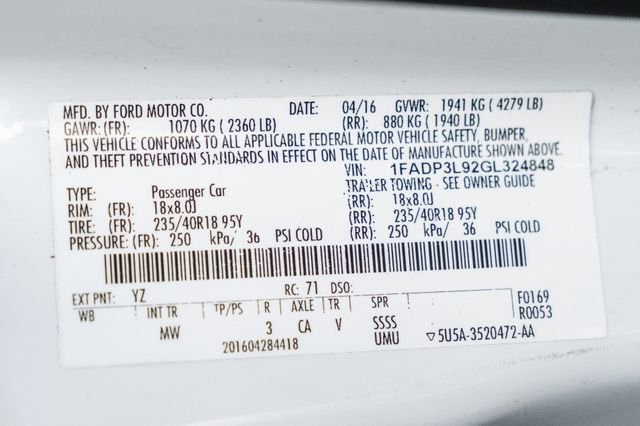 MFD. BY FORD MOTOR CO. DATE: 04/16 GVWR: 1941 KG ( 4279 LB)
GAWR: (FR): 1070 KG ( 2360 LB) (RR): 880 KG ( 1940 LB)
THIS VEHICLE CONFORMS TO ALL APPLICABLE FEDERAL MOTOR VEHICLE SAFETY, BUMPER,
AND THEFT PREVENTION STANDARDS IN EFFECT ON THE DATE OF MANUFACTURE SHOWN ABOVE.
VIN: 1FADP3L92GL324848
TYPE: Passenger Car TRAILER TOWING - SEE OWNER GUIDE
RIM: (FR) 18x8.0J (RR): 18x8.0J
TIRE: (FR): 235/40R18 95Y (RR): 235/40R18 95Y
PRESSURE: (FR): 250 kPa/ 36 PSI COLD (RR): 250 kPa/ 36 PSI COLD
EXT PNT: YZ RC: 71 DSO:
WB INT TR TP/PS R AXLE TR SPR F0169
MW 3 CA V SSSS R0053
201604284418 UMU ▽5U5A-3520472-AA